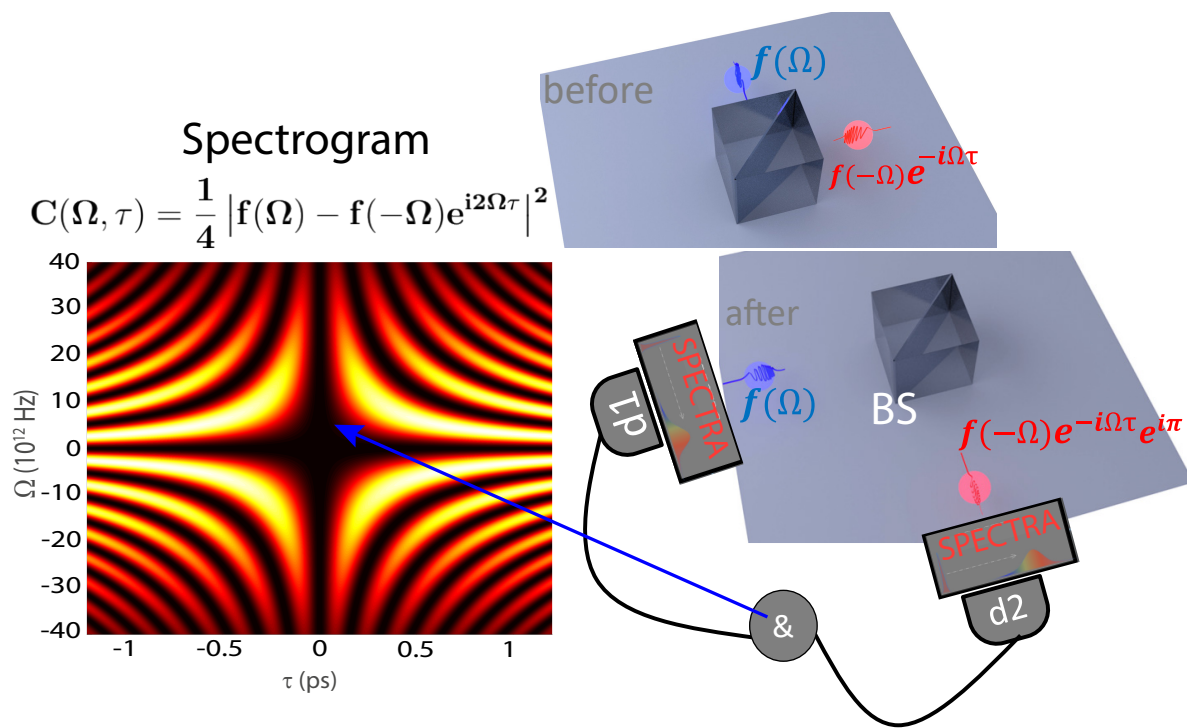 Spectrogram
C(Ω, τ) = 1/4 |f(Ω) − f(−Ω)e^{i2Ωτ}|^2
40
30
20
10
0
-10
-20
-30
-40
Ω (10^12 Hz)
-1
-0.5
0
0.5
1
τ (ps)
before
f(Ω)
f(−Ω)e^{−iΩτ}
after
SPECTRA
d1
f(Ω)
BS
f(−Ω)e^{−iΩτ}e^{iπ}
SPECTRA
d2
&